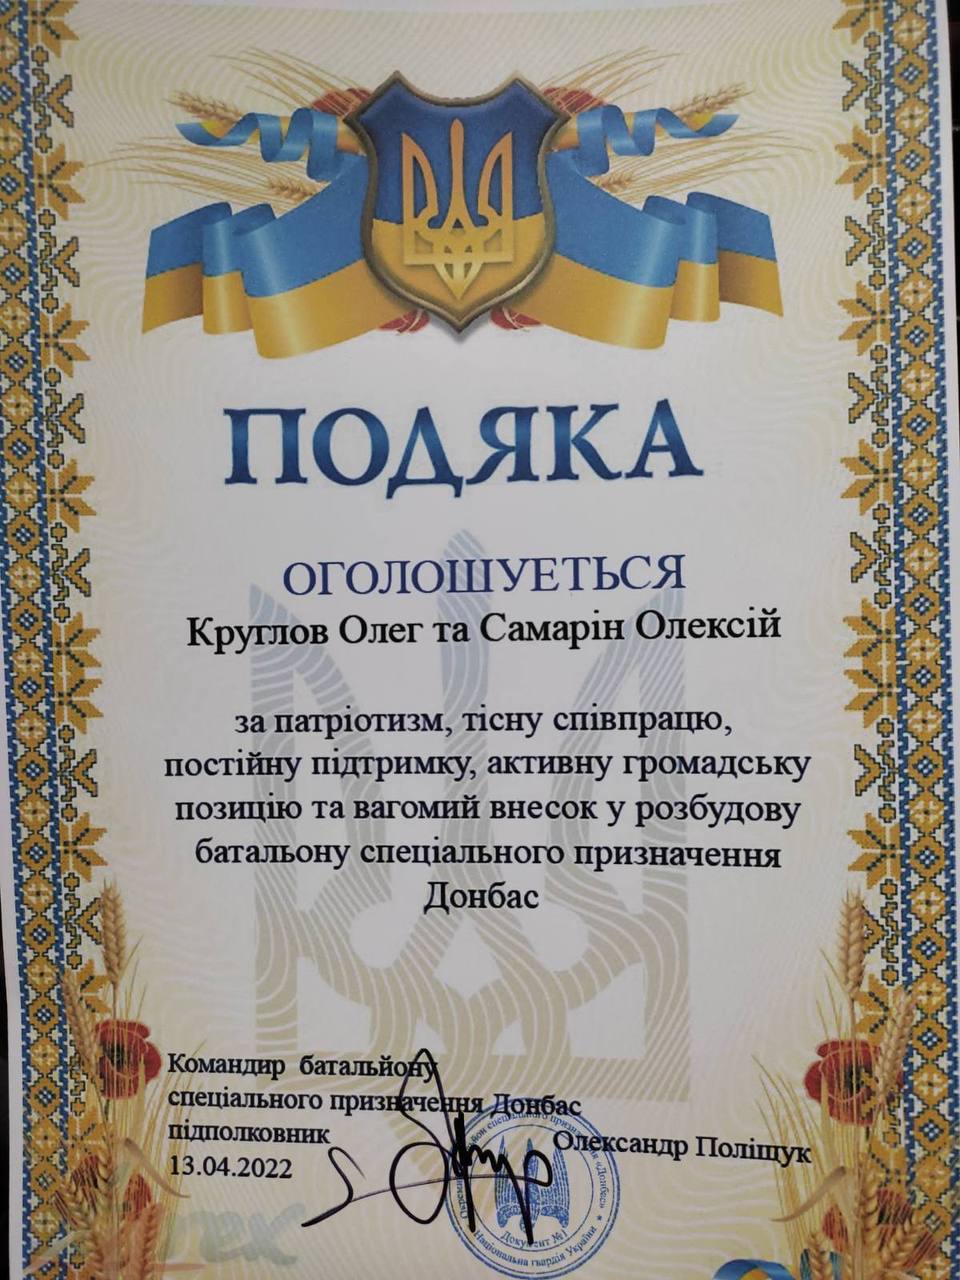 ПОДЯКА
ОГОЛОШУЕТЬСЯ
Круглов Олег та Самарін Олексій
за патріотизм, тісну співпрацю,
постійну підтримку, активну громадську
позицію та вагомий внесок у розбудову
батальону спеціального призначення
Донбас
Командир батальйону
спеціального призначення Донбас
підполковник
Олександр Поліщук
13.04.2022
спеціального призначення «Донбас»
Національна гвардія України
Документ №1